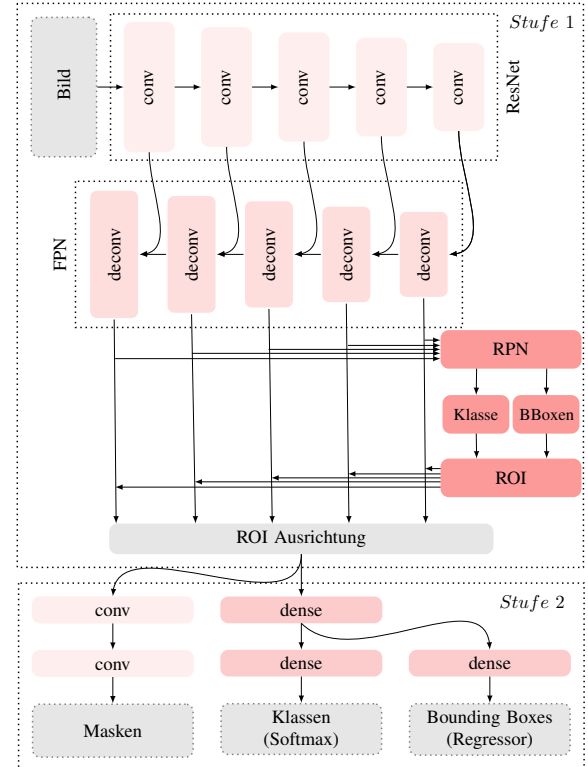 Stufe 1
Bild
conv
conv
conv
conv
conv
ResNet
FPN
deconv
deconv
deconv
deconv
deconv
RPN
Klasse
BBoxen
ROI
ROI Ausrichtung
Stufe 2
conv
dense
conv
dense
dense
Masken
Klassen
(Softmax)
Bounding Boxes
(Regressor)